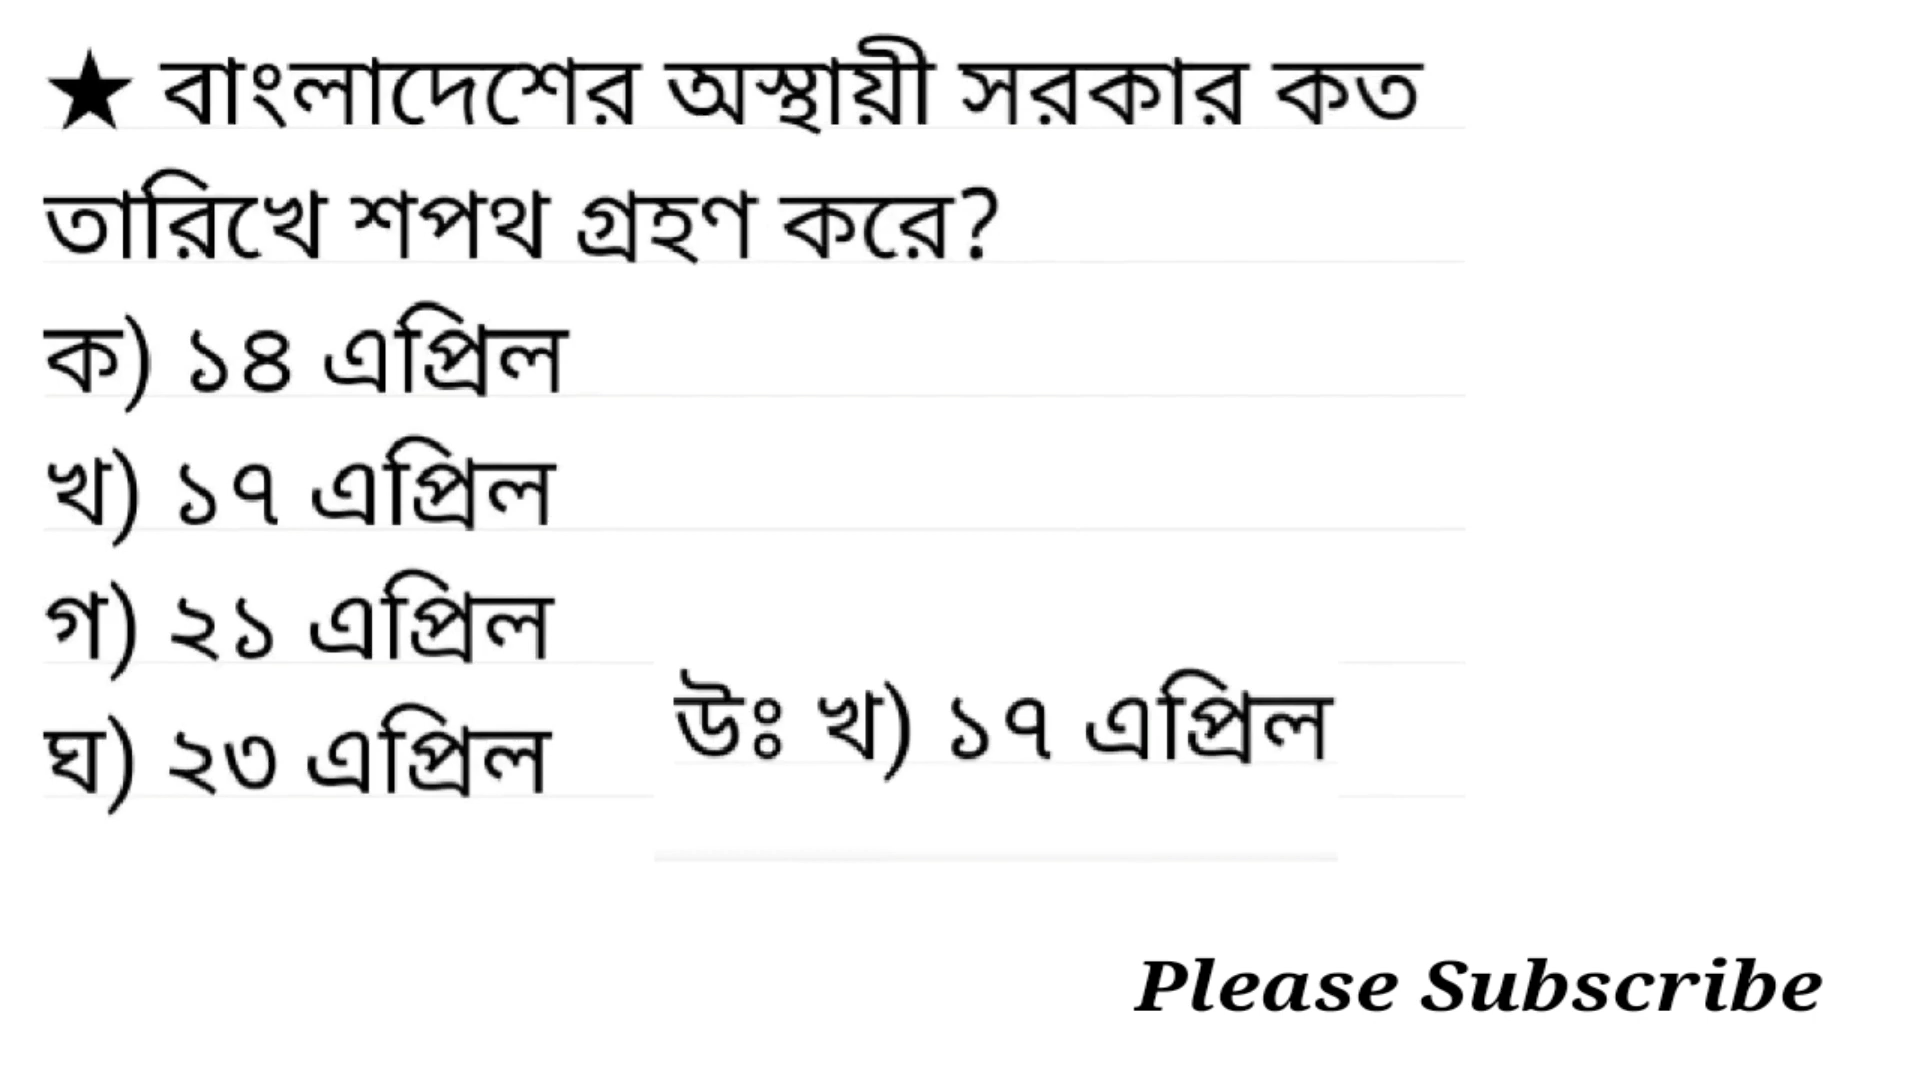 ★ বাংলাদেশের অস্থায়ী সরকার কত
তারিখে শপথ গ্রহণ করে?
ক) ১৪ এপ্রিল
খ) ১৭ এপ্রিল
গ) ২১ এপ্রিল
ঘ) ২৩ এপ্রিল
উঃ খ) ১৭ এপ্রিল
Please Subscribe